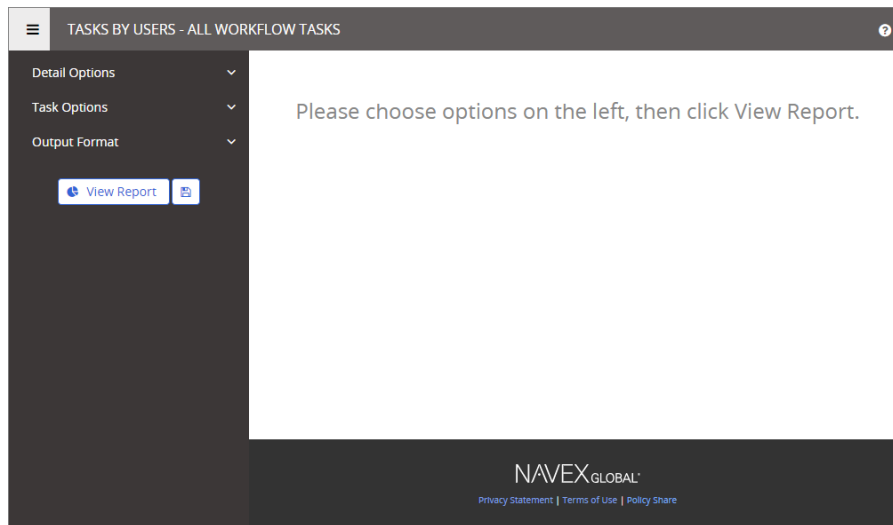 TASKS BY USERS - ALL WORKFLOW TASKS
?
Detail Options
Task Options
Output Format
View Report
Please choose options on the left, then click View Report.
NAVEX GLOBAL
Privacy Statement | Terms of Use | Policy Share